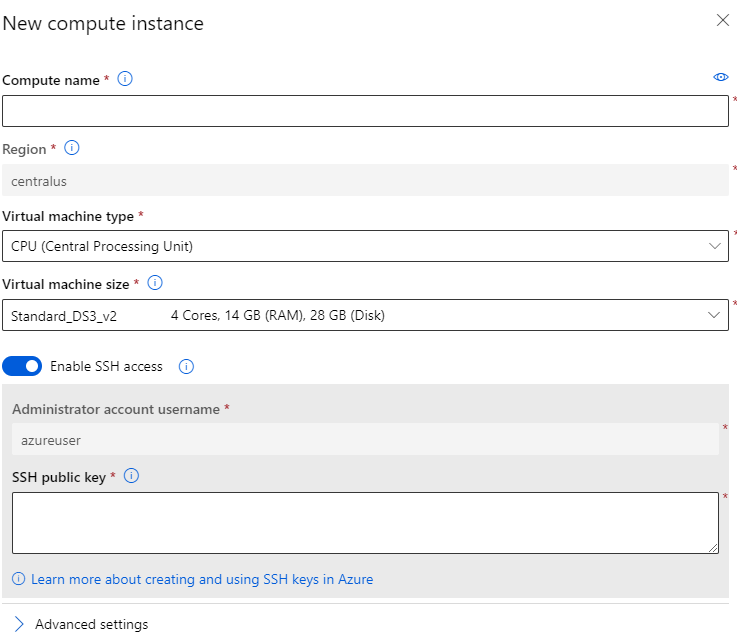 New compute instance
Compute name *
*
Region *
centralus
*
Virtual machine type *
CPU (Central Processing Unit)
*
Virtual machine size *
Standard_DS3_v2 4 Cores, 14 GB (RAM), 28 GB (Disk)
*
Enable SSH access
Administrator account username *
azureuser
*
SSH public key *
*
Learn more about creating and using SSH keys in Azure
Advanced settings